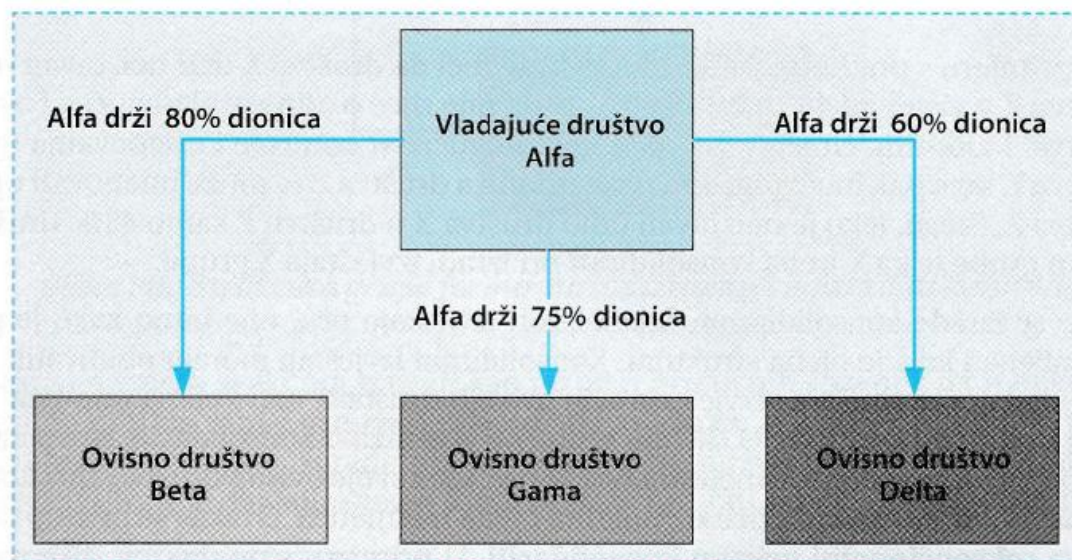 Alfa drži 80% dionica
Vladajuće društvo
Alfa
Alfa drži 60% dionica
Alfa drži 75% dionica
Ovisno društvo
Beta
Ovisno društvo
Gama
Ovisno društvo
Delta